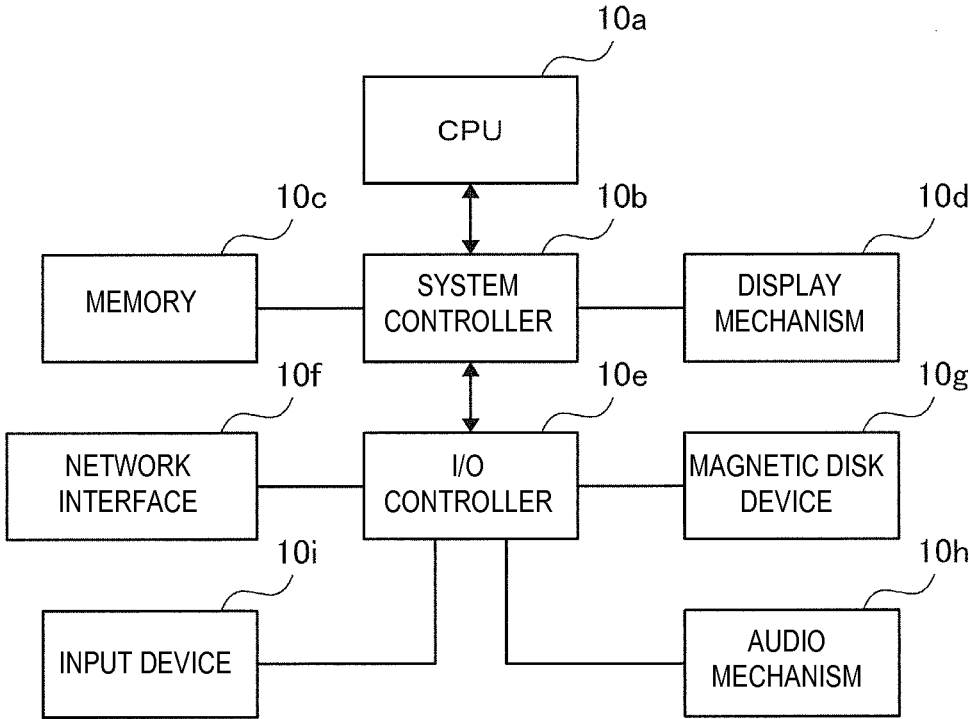 10a
CPU
10c
10b
10d
MEMORY
SYSTEM
CONTROLLER
DISPLAY
MECHANISM
10f
10e
10g
NETWORK
INTERFACE
I/O
CONTROLLER
MAGNETIC DISK
DEVICE
10i
10h
INPUT DEVICE
AUDIO
MECHANISM